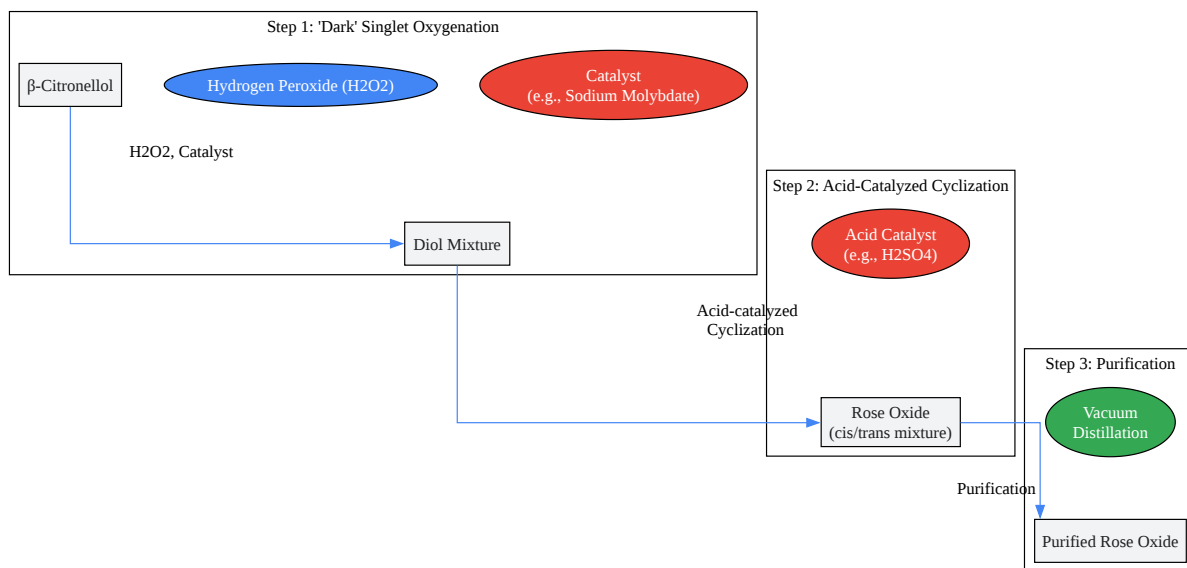 Step 1: 'Dark' Singlet Oxygenation
β-Citronellol
Hydrogen Peroxide (H2O2)
Catalyst
(e.g., Sodium Molybdate)
H2O2, Catalyst
Diol Mixture
Step 2: Acid-Catalyzed Cyclization
Acid Catalyst
(e.g., H2SO4)
Acid-catalyzed
Cyclization
Rose Oxide
(cis/trans mixture)
Step 3: Purification
Vacuum
Distillation
Purification
Purified Rose Oxide